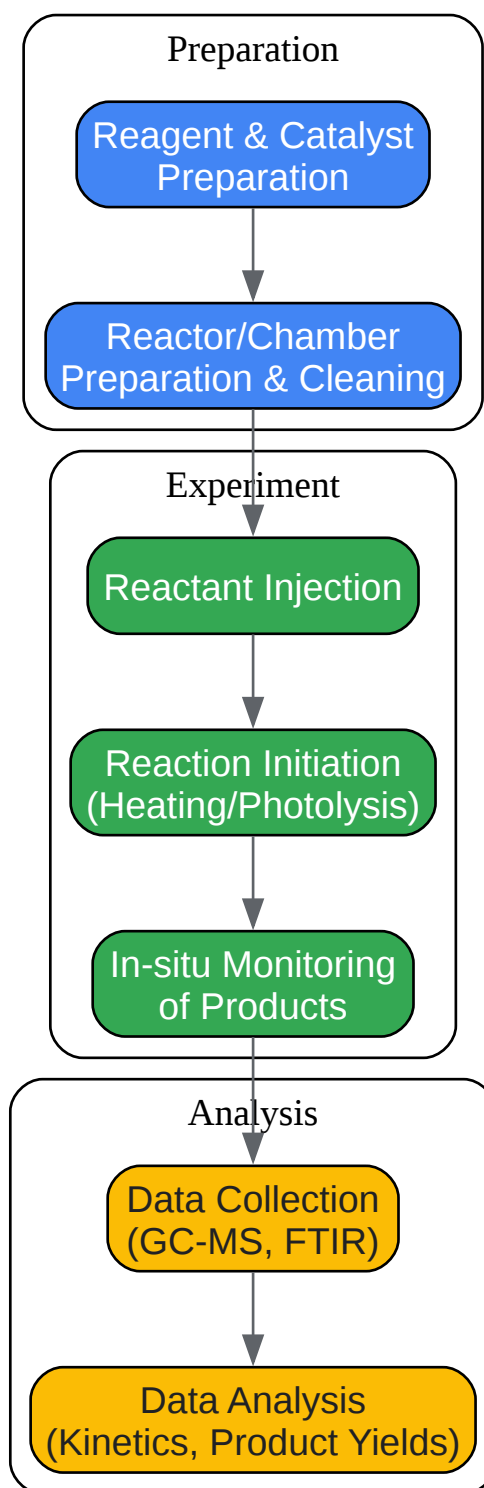 Preparation
Reagent & Catalyst
Preparation
Reactor/Chamber
Preparation & Cleaning
Experiment
Reactant Injection
Reaction Initiation
(Heating/Photolysis)
In-situ Monitoring
of Products
Analysis
Data Collection
(GC-MS, FTIR)
Data Analysis
(Kinetics, Product Yields)